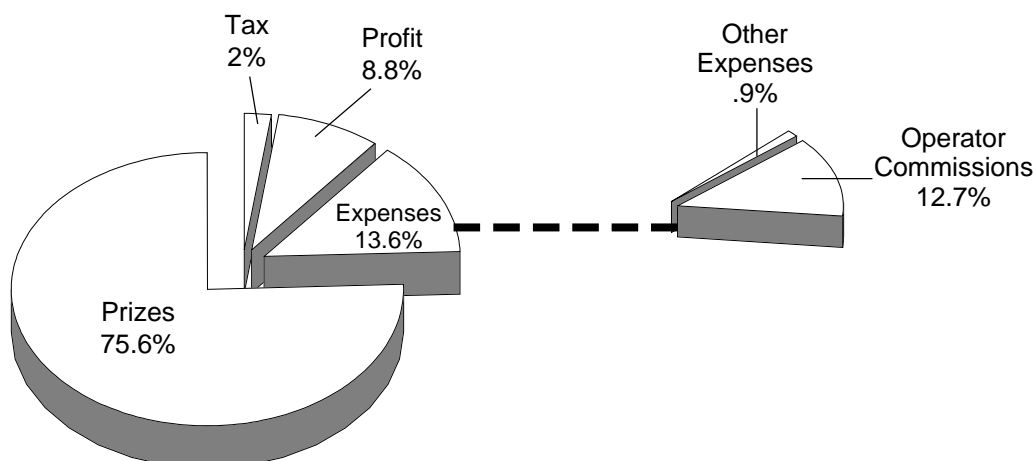 Tax
2%
Profit
8.8%
Other
Expenses
.9%
Operator
Commissions
12.7%
Expenses
13.6%
Prizes
75.6%